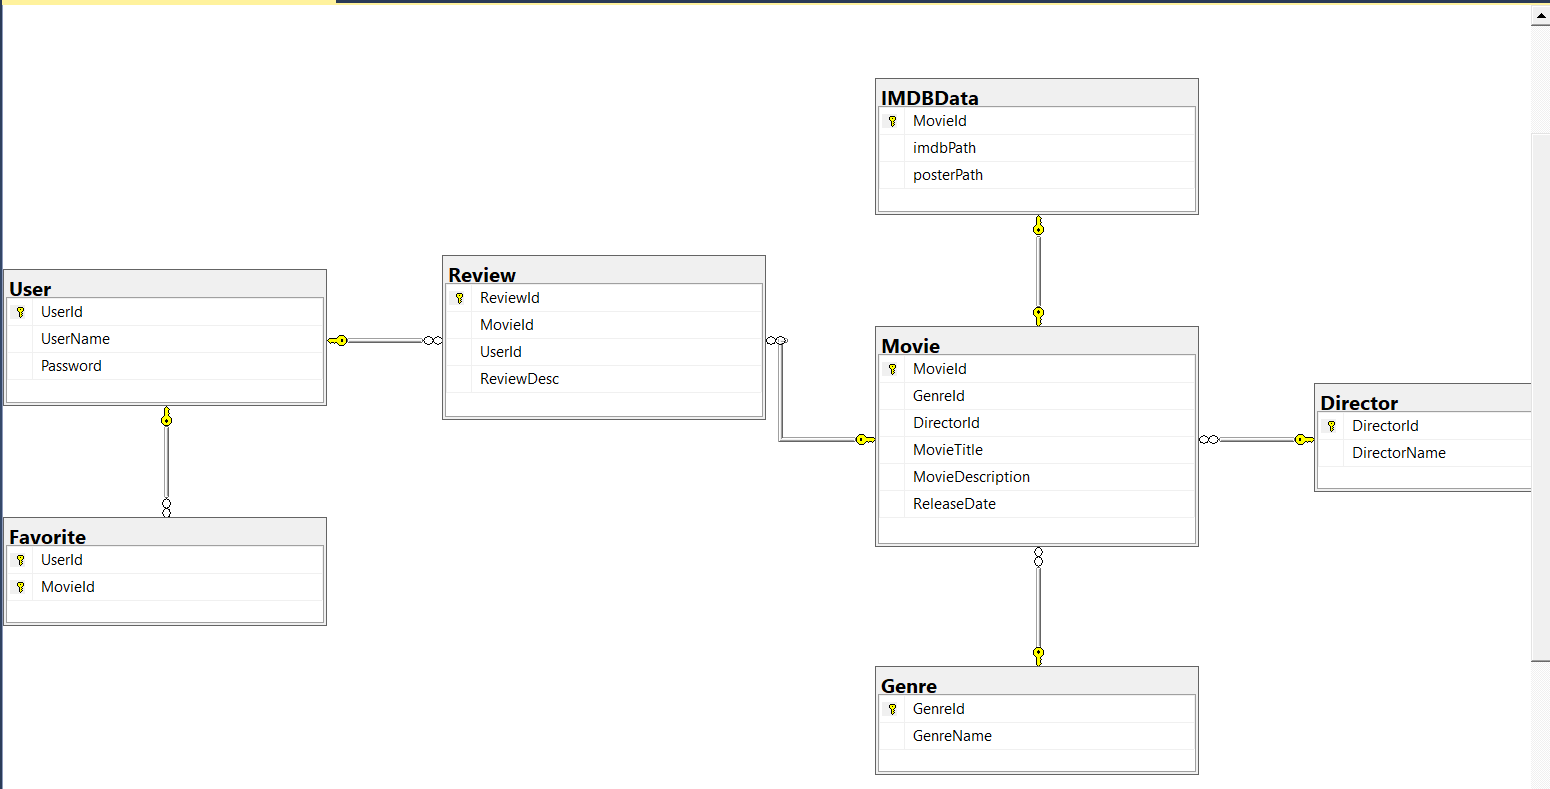 IMDBData
MovieId
imdbPath
posterPath
User
UserId
UserName
Password
Review
ReviewId
MovieId
UserId
ReviewDesc
Movie
MovieId
GenreId
DirectorId
MovieTitle
MovieDescription
ReleaseDate
Director
DirectorId
DirectorName
Favorite
UserId
MovieId
Genre
GenreId
GenreName